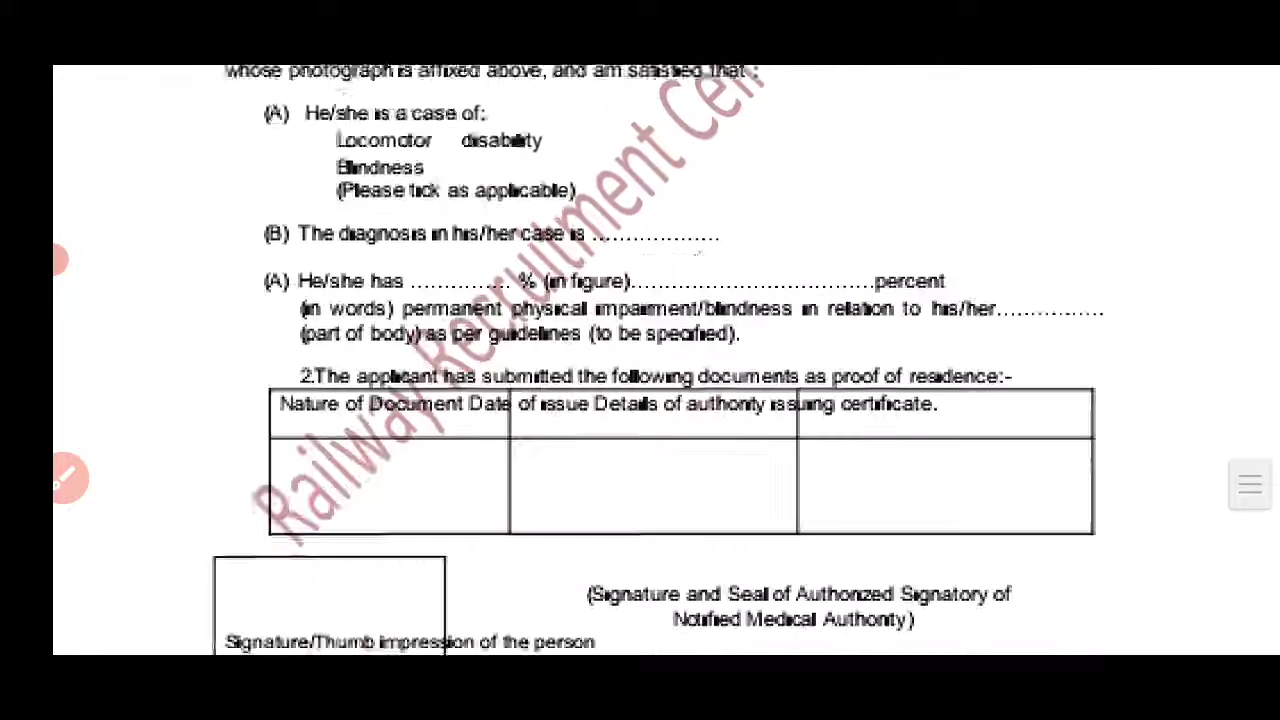 whose photograph is affixed above, and am satisfied that :
(A) He/she is a case of:
Locomotor disability
Blindness
(Please tick as applicable)
(B) The diagnosis in his/her case is ...................
(A) He/she has ............... % (in figure)....................................percent
(in words) permanent physical impairment/blindness in relation to his/her................
(part of body) as per guidelines (to be specified).
2.The applicant has submitted the following documents as proof of residence:-
Nature of Document Date of issue Details of authority issuing certificate.
(Signature and Seal of Authorized Signatory of
Notified Medical Authority)
Signature/Thumb impression of the person
Railway Recruitment Cen